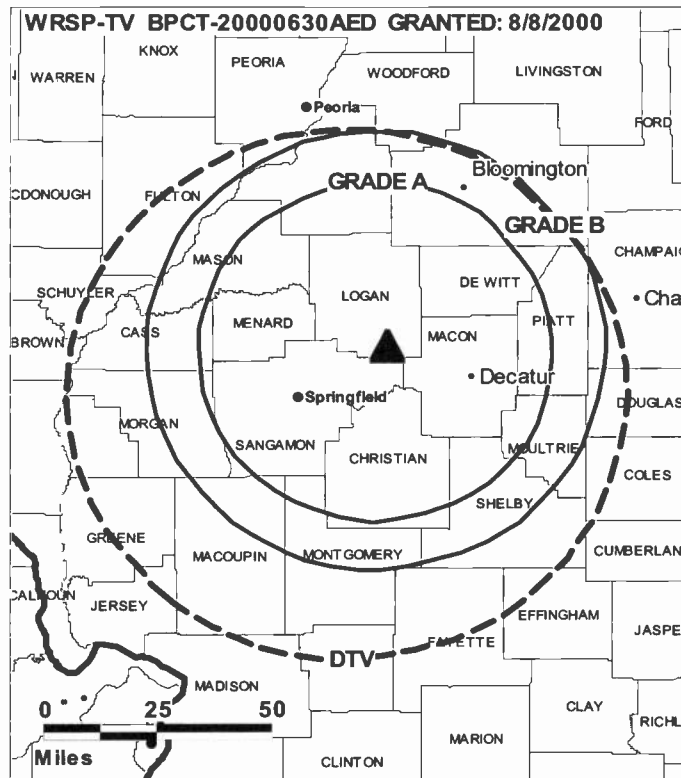 WRSP-TV BPCT-20000630AED GRANTED: 8/8/2000
KNOX
PEORIA
WARREN
WOODFORD
LIVINGSTON
Peoria
FORD
Bloomington
GRADE A
CDONOUGH
FULTON
GRADE B
CHAMPAIG
MASON
DE WITT
SCHUYLER
LOGAN
Cha
MENARD
PIATT
CASS
MACON
BROWN
Decatur
Springfield
DOUGLAS
MORGAN
SANGAMON
MOULTRIE
CHRISTIAN
COLES
SHELBY
GREENE
MACOUPIN
MONTGOMERY
CUMBERLAN
CALHOUN
JERSEY
EFFINGHAM
FAYETTE
JASPE
DTV
MADISON
0 25 50
CLAY
RICHL
Miles
MARION
CLINTON